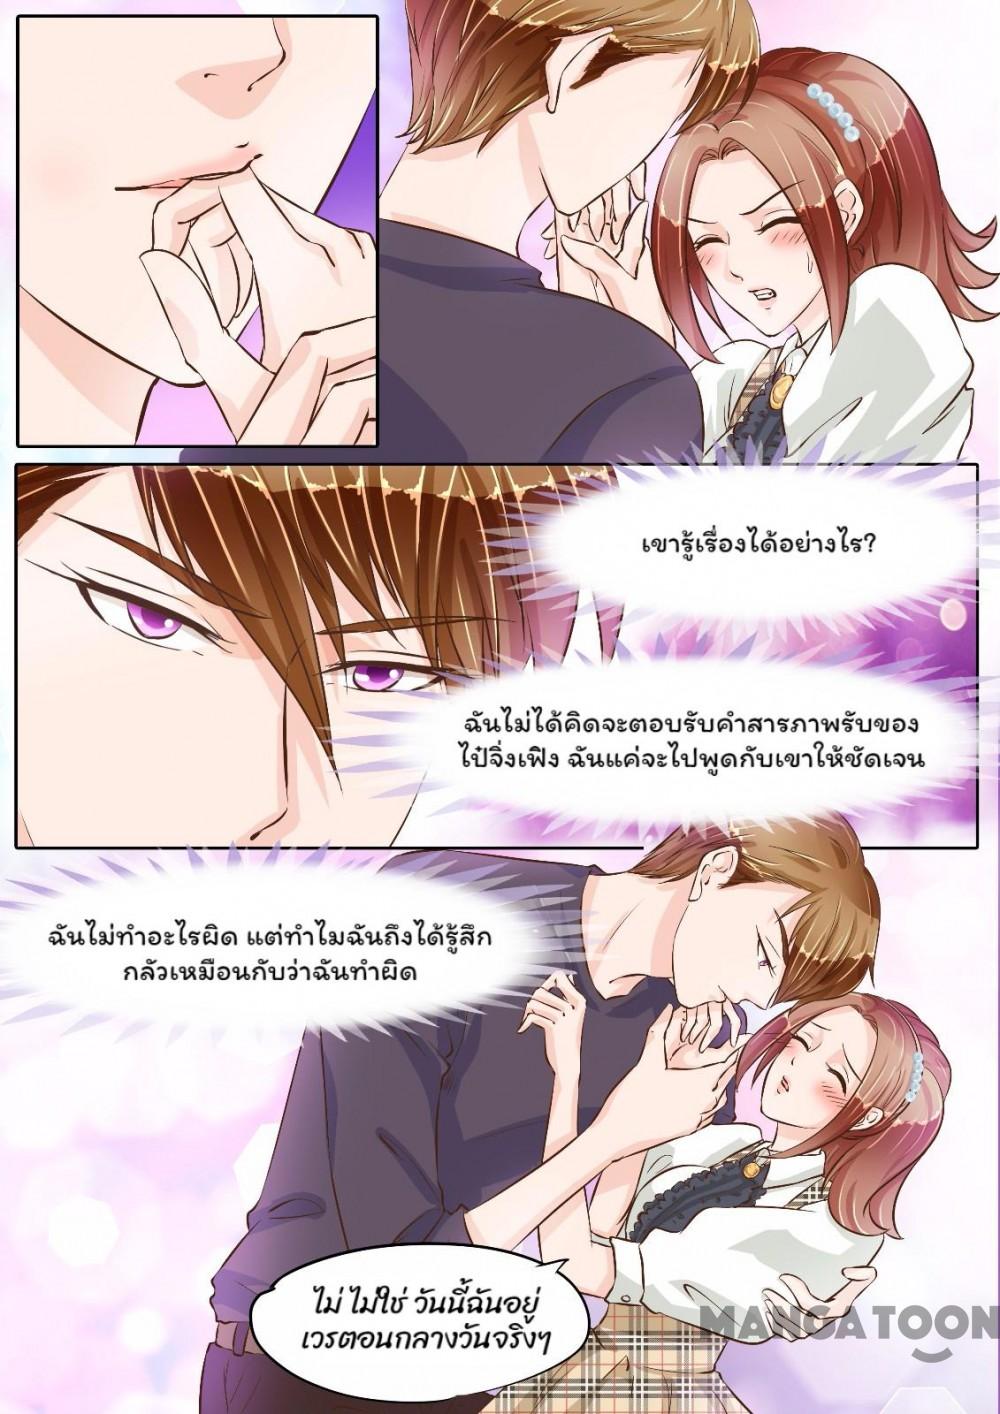 เขารู้เรื่องได้อย่างไร?
ฉันไม่ได้คิดจะตอบรับคำสารภาพรับของ
ไป๋จิ่งเฟิง ฉันแค่จะไปพูดกับเขาให้ชัดเจน
ฉันไม่ทำอะไรผิด แต่ทำไมฉันถึงได้รู้สึก
กลัวเหมือนกับว่าฉันทำผิด
ไม่ ไม่ใช่ วันนี้ฉันอยู่
เวรตอนกลางวันจริงๆ
MANGATOON